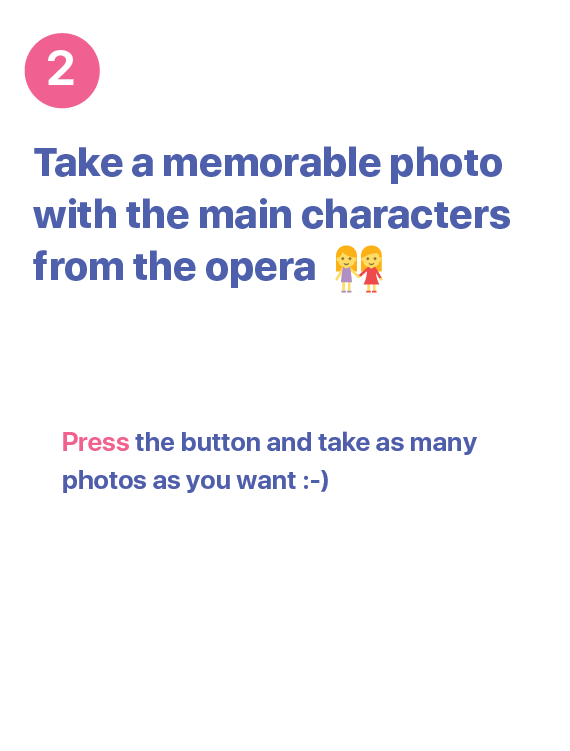 2
Take a memorable photo
with the main characters
from the opera 👭
Press the button and take as many
photos as you want :-)